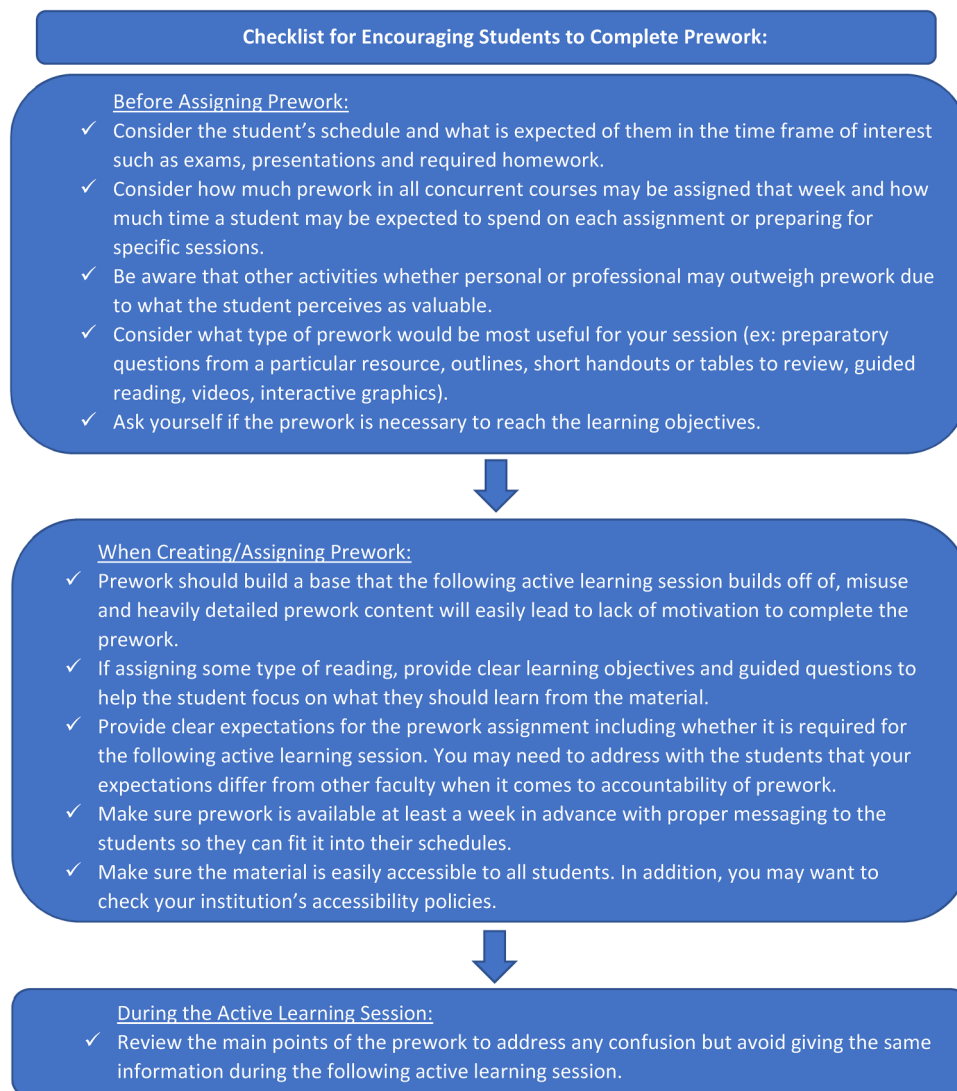 Checklist for Encouraging Students to Complete Prework:
Before Assigning Prework:
✓ Consider the student’s schedule and what is expected of them in the time frame of interest
such as exams, presentations and required homework.
✓ Consider how much prework in all concurrent courses may be assigned that week and how
much time a student may be expected to spend on each assignment or preparing for
specific sessions.
✓ Be aware that other activities whether personal or professional may outweigh prework due
to what the student perceives as valuable.
✓ Consider what type of prework would be most useful for your session (ex: preparatory
questions from a particular resource, outlines, short handouts or tables to review, guided
reading, videos, interactive graphics).
✓ Ask yourself if the prework is necessary to reach the learning objectives.
When Creating/Assigning Prework:
✓ Prework should build a base that the following active learning session builds off of, misuse
and heavily detailed prework content will easily lead to lack of motivation to complete the
prework.
✓ If assigning some type of reading, provide clear learning objectives and guided questions to
help the student focus on what they should learn from the material.
✓ Provide clear expectations for the prework assignment including whether it is required for
the following active learning session. You may need to address with the students that your
expectations differ from other faculty when it comes to accountability of prework.
✓ Make sure prework is available at least a week in advance with proper messaging to the
students so they can fit it into their schedules.
✓ Make sure the material is easily accessible to all students. In addition, you may want to
check your institution’s accessibility policies.
During the Active Learning Session:
✓ Review the main points of the prework to address any confusion but avoid giving the same
information during the following active learning session.